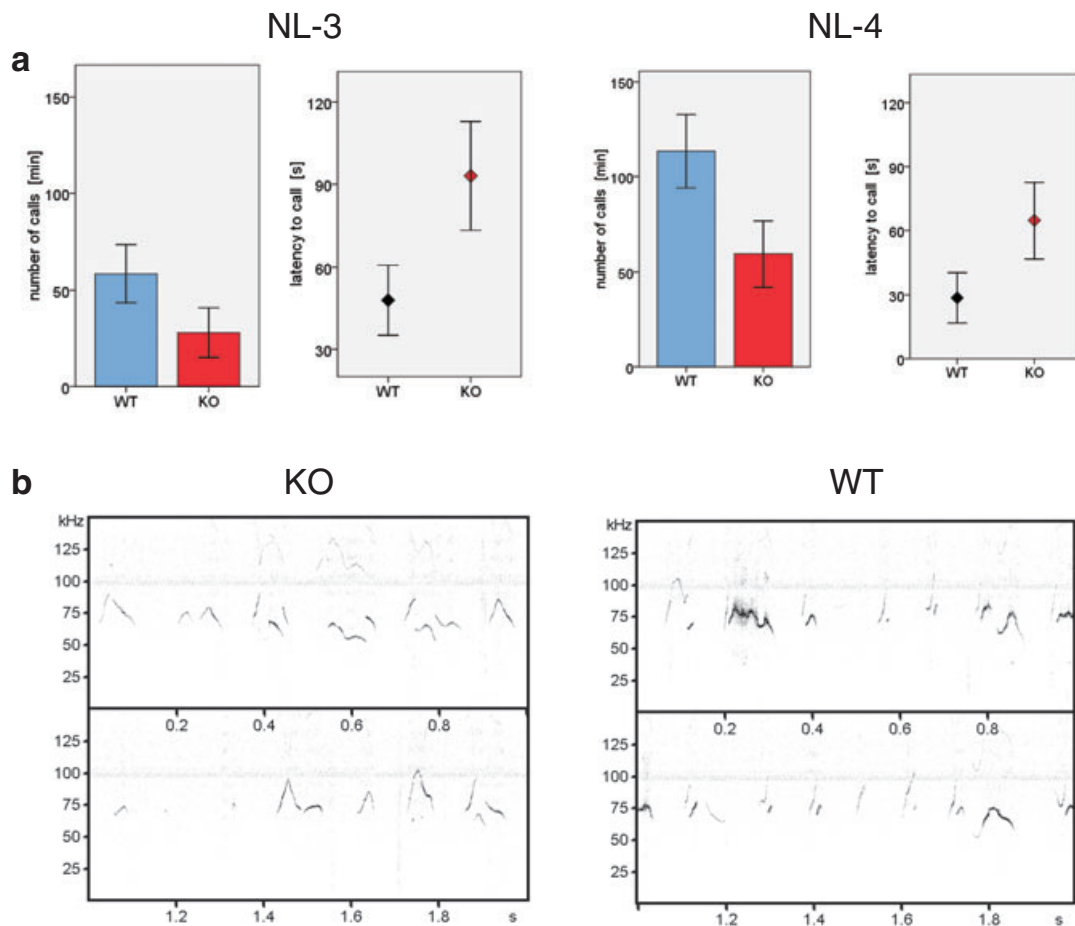 NL-3 NL-4
a
number of calls [min]
150
100
50
0
WT KO
latency to call [s]
120
90
60
30
WT KO
number of calls [min]
150
100
50
0
WT KO
latency to call [s]
120
90
60
30
0
WT KO
b
KO WT
kHz
125
100
75
50
25
0.2 0.4 0.6 0.8
125
100
75
50
25
1.2 1.4 1.6 1.8 s
kHz
125
100
75
50
25
0.2 0.4 0.6 0.8
125
100
75
50
25
1.2 1.4 1.6 1.8 s